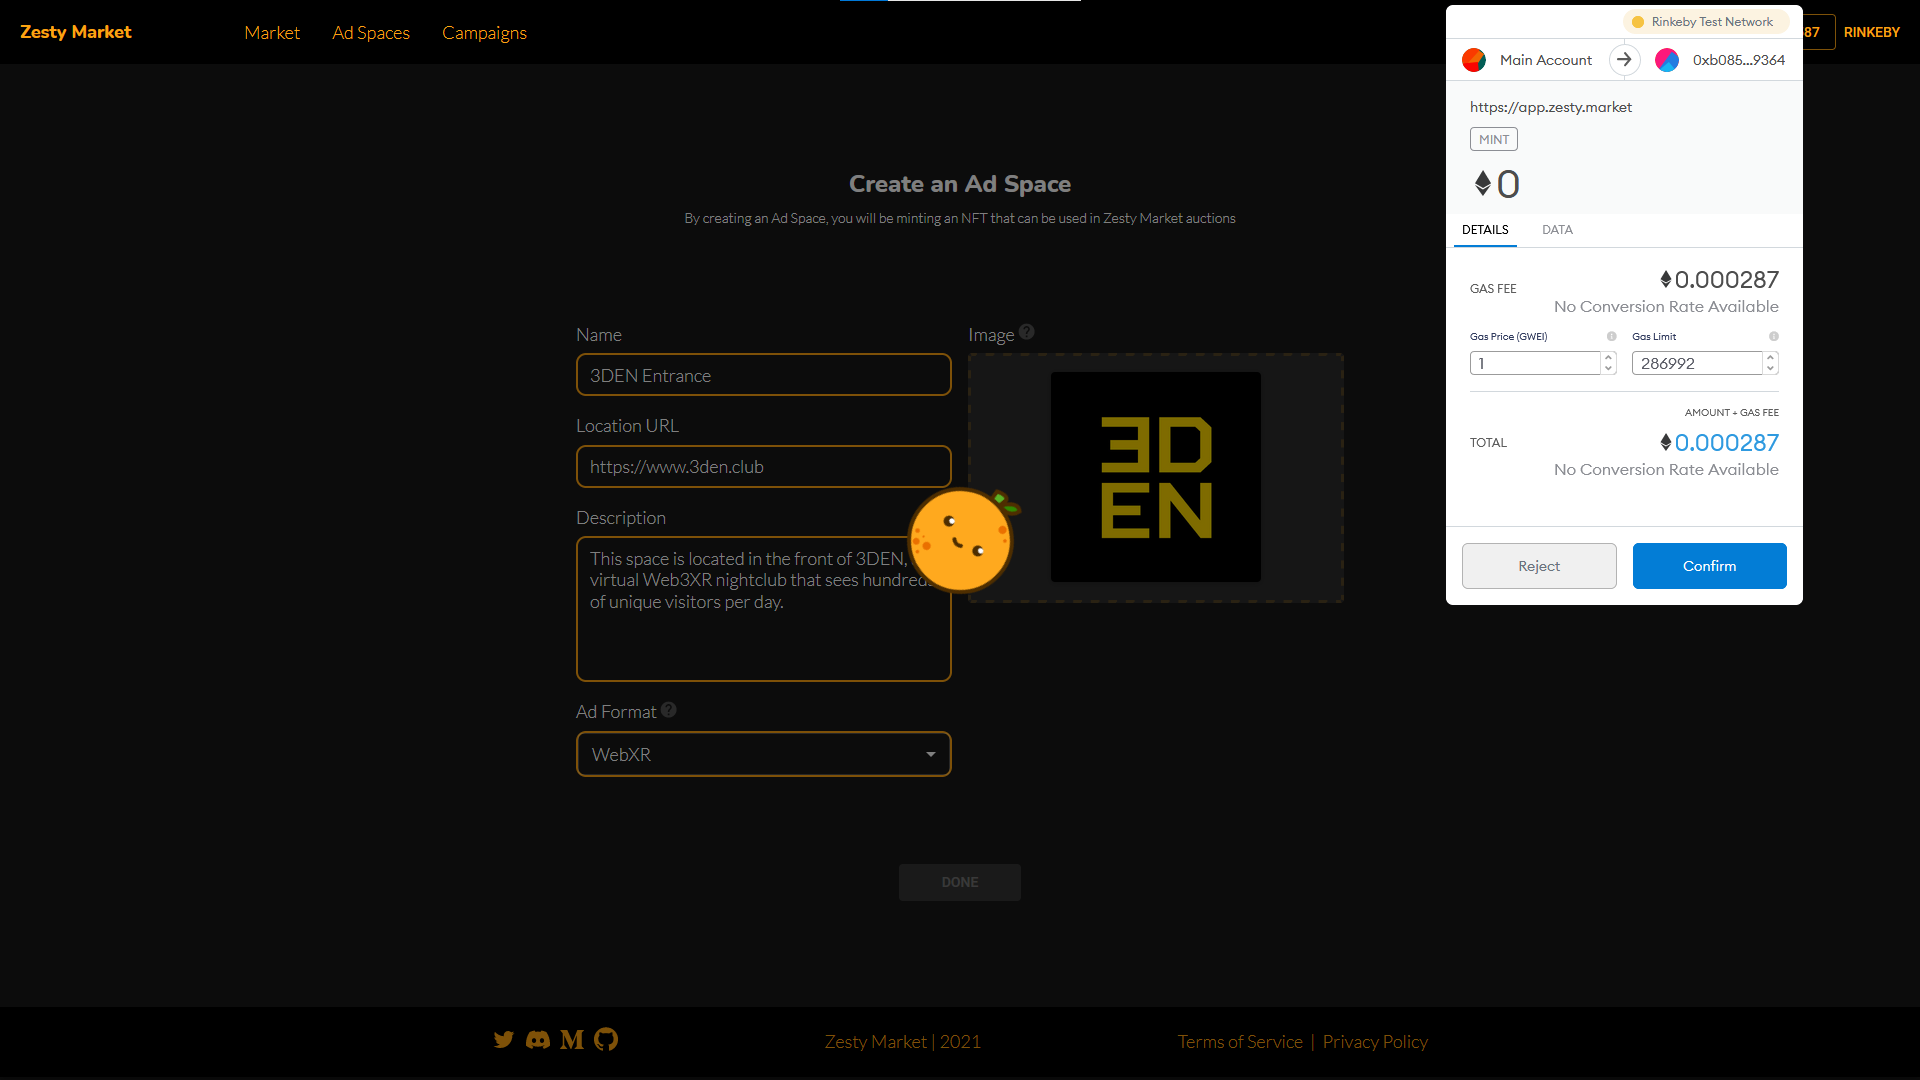 Zesty Market
Market
Ad Spaces
Campaigns
87
RINKEBY
Create an Ad Space
By creating an Ad Space, you will be minting an NFT that can be used in Zesty Market auctions
Name
3DEN Entrance
Location URL
https://www.3den.club
Description
This space is located in the front of 3DEN,
virtual Web3XR nightclub that sees hundreds
of unique visitors per day.
Ad Format
WebXR
Image
3D
EN
DONE
Rinkeby Test Network
Main Account
0xb085...9364
https://app.zesty.market
MINT
0
DETAILS
DATA
GAS FEE
0.000287
No Conversion Rate Available
Gas Price (GWEI)
Gas Limit
1
286992
AMOUNT + GAS FEE
TOTAL
0.000287
No Conversion Rate Available
Reject
Confirm
Zesty Market | 2021
Terms of Service | Privacy Policy